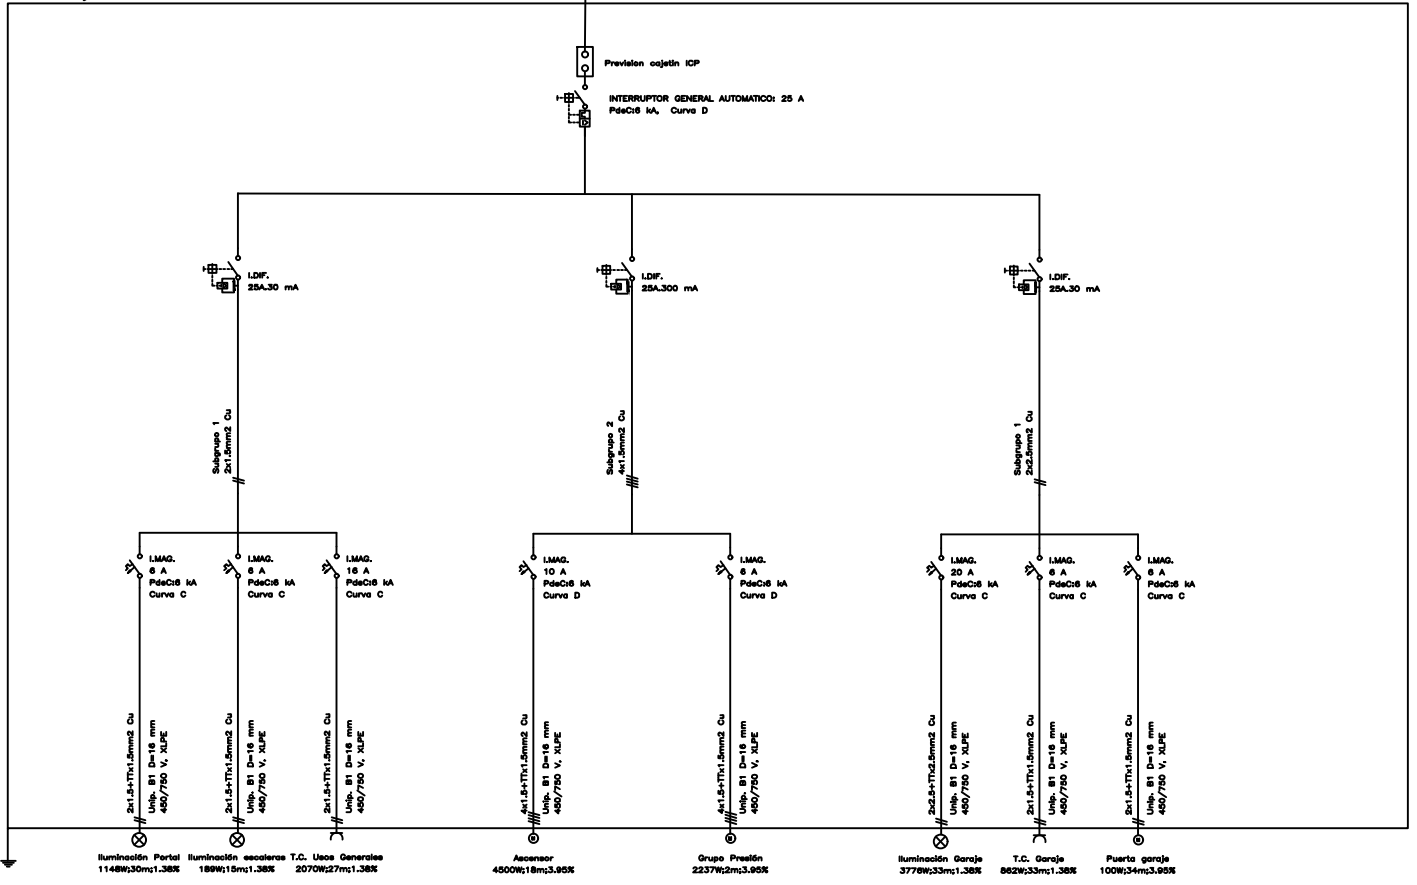 Prevision cajetin ICP
INTERRUPTOR GENERAL AUTOMATICO: 25 A
PdeC:6 kA, Curva D
I.DIF.
25A.30 mA
I.DIF.
25A.300 mA
I.DIF.
25A.30 mA
Subgrupo 1
2x1.5mm2 Cu
Subgrupo 2
4x1.5mm2 Cu
Subgrupo 1
2x2.5mm2 Cu
I.MAG.
6 A
PdeC:6 kA
Curva C
I.MAG.
6 A
PdeC:6 kA
Curva C
I.MAG.
16 A
PdeC:6 kA
Curva C
I.MAG.
10 A
PdeC:6 kA
Curva D
I.MAG.
6 A
PdeC:6 kA
Curva D
I.MAG.
20 A
PdeC:6 kA
Curva C
I.MAG.
6 A
PdeC:6 kA
Curva C
I.MAG.
6 A
PdeC:6 kA
Curva C
2x1.5+TTx1.5mm2 Cu
Unip. B1 D=16 mm
450/750 V, XLPE
2x1.5+TTx1.5mm2 Cu
Unip. B1 D=16 mm
450/750 V, XLPE
2x1.5+TTx1.5mm2 Cu
Unip. B1 D=16 mm
450/750 V, XLPE
4x1.5+TTx1.5mm2 Cu
Unip. B1 D=16 mm
450/750 V, XLPE
4x1.5+TTx1.5mm2 Cu
Unip. B1 D=16 mm
450/750 V, XLPE
2x2.5+TTx2.5mm2 Cu
Unip. B1 D=16 mm
450/750 V, XLPE
2x1.5+TTx1.5mm2 Cu
Unip. B1 D=16 mm
450/750 V, XLPE
2x1.5+TTx1.5mm2 Cu
Unip. B1 D=16 mm
450/750 V, XLPE
Iluminación Portal
1148W;30m;1.38%
Iluminación escaleras
189W;15m;1.38%
T.C. Usos Generales
2070W;27m;1.38%
Ascensor
4500W;18m;3.95%
Grupo Presión
2237W;2m;3.95%
Iluminación Garaje
3776W;33m;1.38%
T.C. Garaje
862W;33m;1.38%
Puerta garaje
100W;34m;3.95%